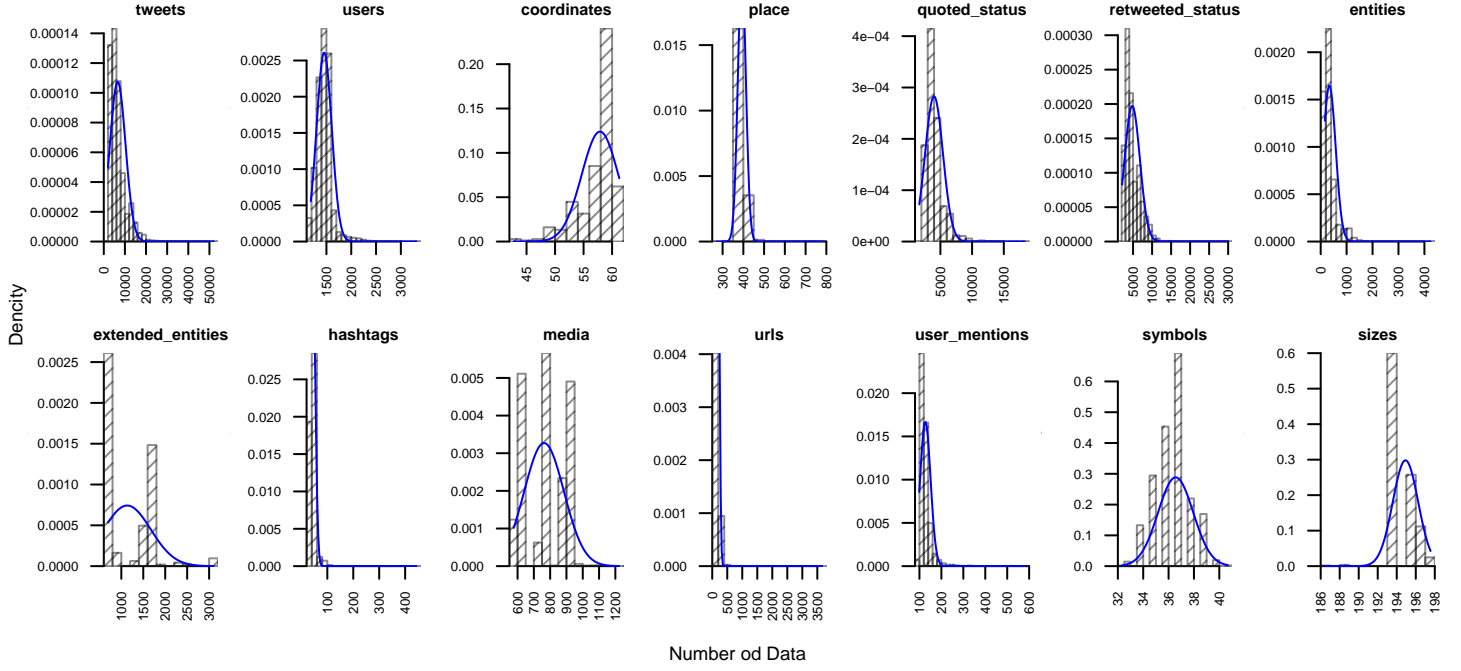 tweets users coordinates place quoted_status retweeted_status entities
0.00014 0.00012 0.00010 0.00008 0.00006 0.00004 0.00002 0.00000
0 10000 20000 30000 40000 50000
0.0025 0.0020 0.0015 0.0010 0.0005 0.0000
1500 2000 2500 3000
0.20 0.15 0.10 0.05 0.00
45 50 55 60
0.015 0.010 0.005 0.000
300 400 500 600 700 800
4e−04 3e−04 2e−04 1e−04 0e+00
5000 10000 15000
0.00030 0.00025 0.00020 0.00015 0.00010 0.00005 0.00000
5000 10000 15000 20000 25000 30000
0.0020 0.0015 0.0010 0.0005 0.0000
0 1000 2000 3000 4000
Dencity
extended_entities hashtags media urls user_mentions symbols sizes
0.0025 0.0020 0.0015 0.0010 0.0005 0.0000
1000 1500 2000 2500 3000
0.025 0.020 0.015 0.010 0.005 0.000
100 200 300 400
0.005 0.004 0.003 0.002 0.001 0.000
600 700 800 900 1000 1100 1200
0.004 0.003 0.002 0.001 0.000
0 500 1000 1500 2000 2500 3000 3500
0.020 0.015 0.010 0.005 0.000
100 200 300 400 500 600
0.6 0.5 0.4 0.3 0.2 0.1 0.0
32 34 36 38 40
0.6 0.5 0.4 0.3 0.2 0.1 0.0
186 188 190 192 194 196 198
Number od Data